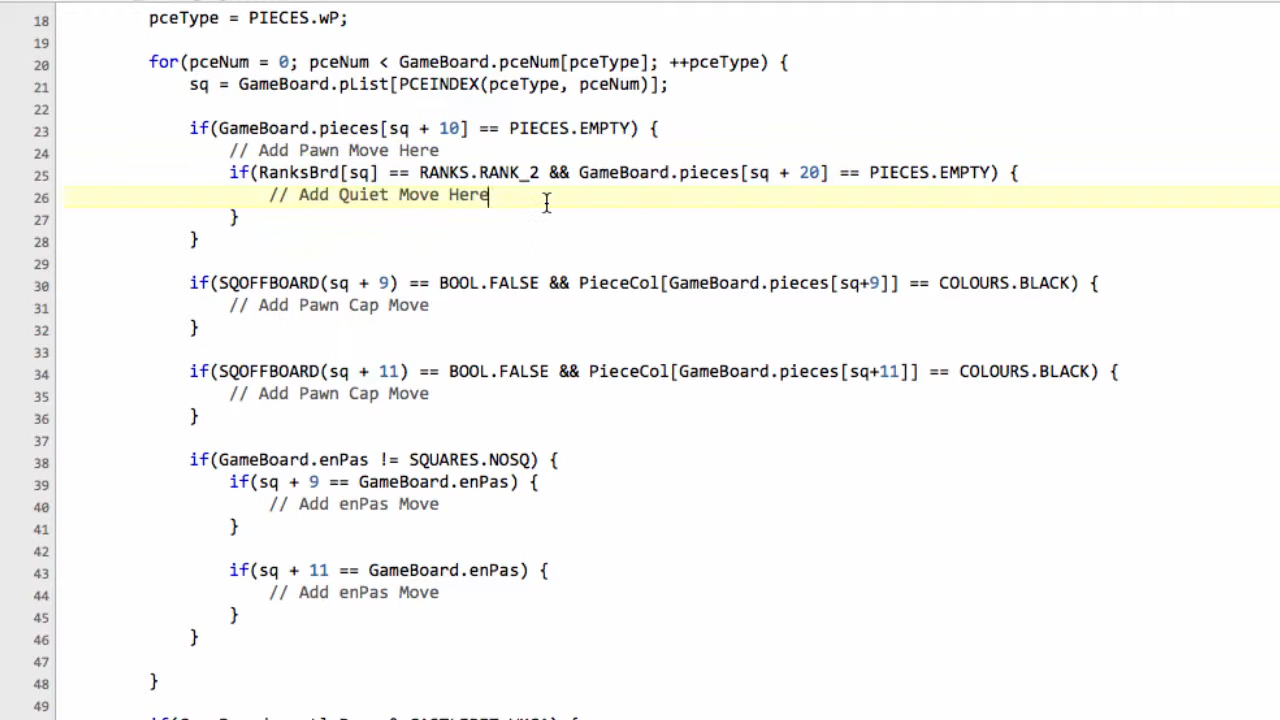 18 pceType = PIECES.wP;
19
20 for(pceNum = 0; pceNum < GameBoard.pceNum[pceType]; ++pceType) {
21 sq = GameBoard.pList[PCEINDEX(pceType, pceNum)];
22
23 if(GameBoard.pieces[sq + 10] == PIECES.EMPTY) {
24 // Add Pawn Move Here
25 if(RanksBrd[sq] == RANKS.RANK_2 && GameBoard.pieces[sq + 20] == PIECES.EMPTY) {
26 // Add Quiet Move Here
27 }
28 }
29
30 if(SQOFFBOARD(sq + 9) == BOOL.FALSE && PieceCol[GameBoard.pieces[sq+9]] == COLOURS.BLACK) {
31 // Add Pawn Cap Move
32 }
33
34 if(SQOFFBOARD(sq + 11) == BOOL.FALSE && PieceCol[GameBoard.pieces[sq+11]] == COLOURS.BLACK) {
35 // Add Pawn Cap Move
36 }
37
38 if(GameBoard.enPas != SQUARES.NOSQ) {
39 if(sq + 9 == GameBoard.enPas) {
40 // Add enPas Move
41 }
42
43 if(sq + 11 == GameBoard.enPas) {
44 // Add enPas Move
45 }
46 }
47
48 }
49